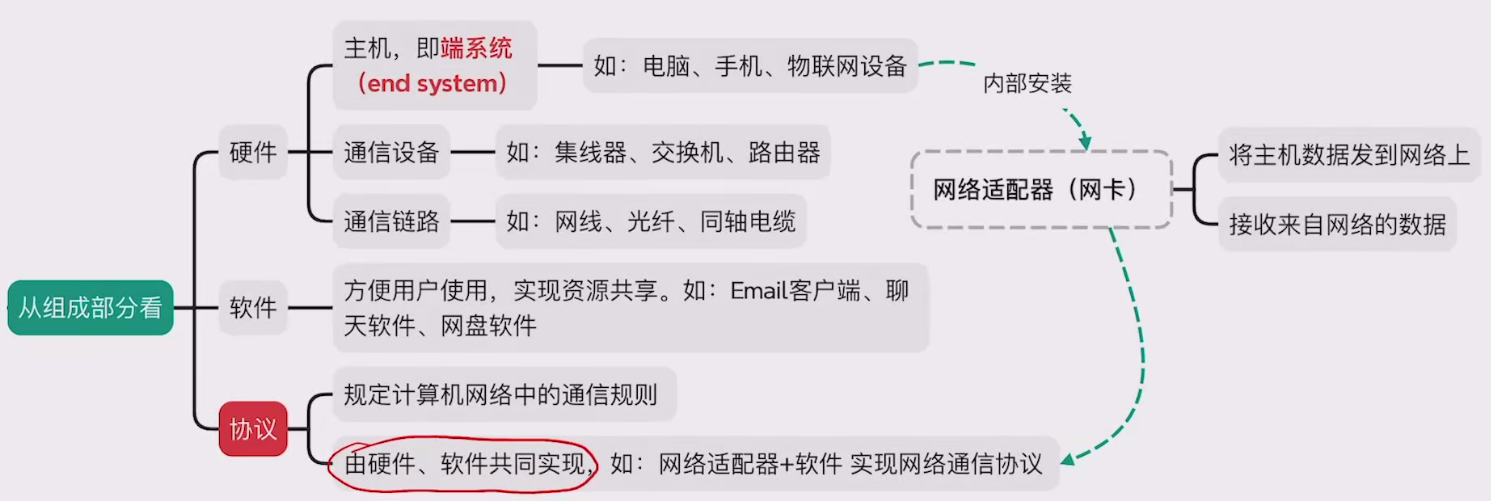 主机，即端系统
（end system）
如：电脑、手机、物联网设备
内部安装
硬件
通信设备
如：集线器、交换机、路由器
网络适配器（网卡）
将主机数据发到网络上
接收来自网络的数据
通信链路
如：网线、光纤、同轴电缆
从组成部分看
软件
方便用户使用，实现资源共享。如：Email客户端、聊
天软件、网盘软件
协议
规定计算机网络中的通信规则
由硬件、软件共同实现，如：网络适配器+软件 实现网络通信协议